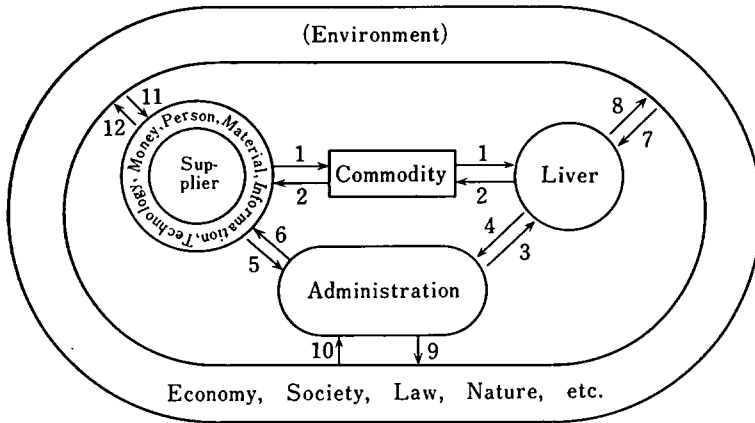 (Environment)
11
12
Money, Person, Material, Information, Technology,
Sup-
plier
1
2
Commodity
1
2
Liver
8
7
6
5
4
3
Administration
10
9
Economy, Society, Law, Nature, etc.